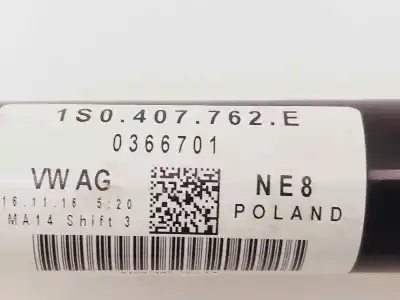 1S0.407.762.E
0366701
VW AG
NE8
16.11.16 5:20
POLAND
MA14 Shift 3